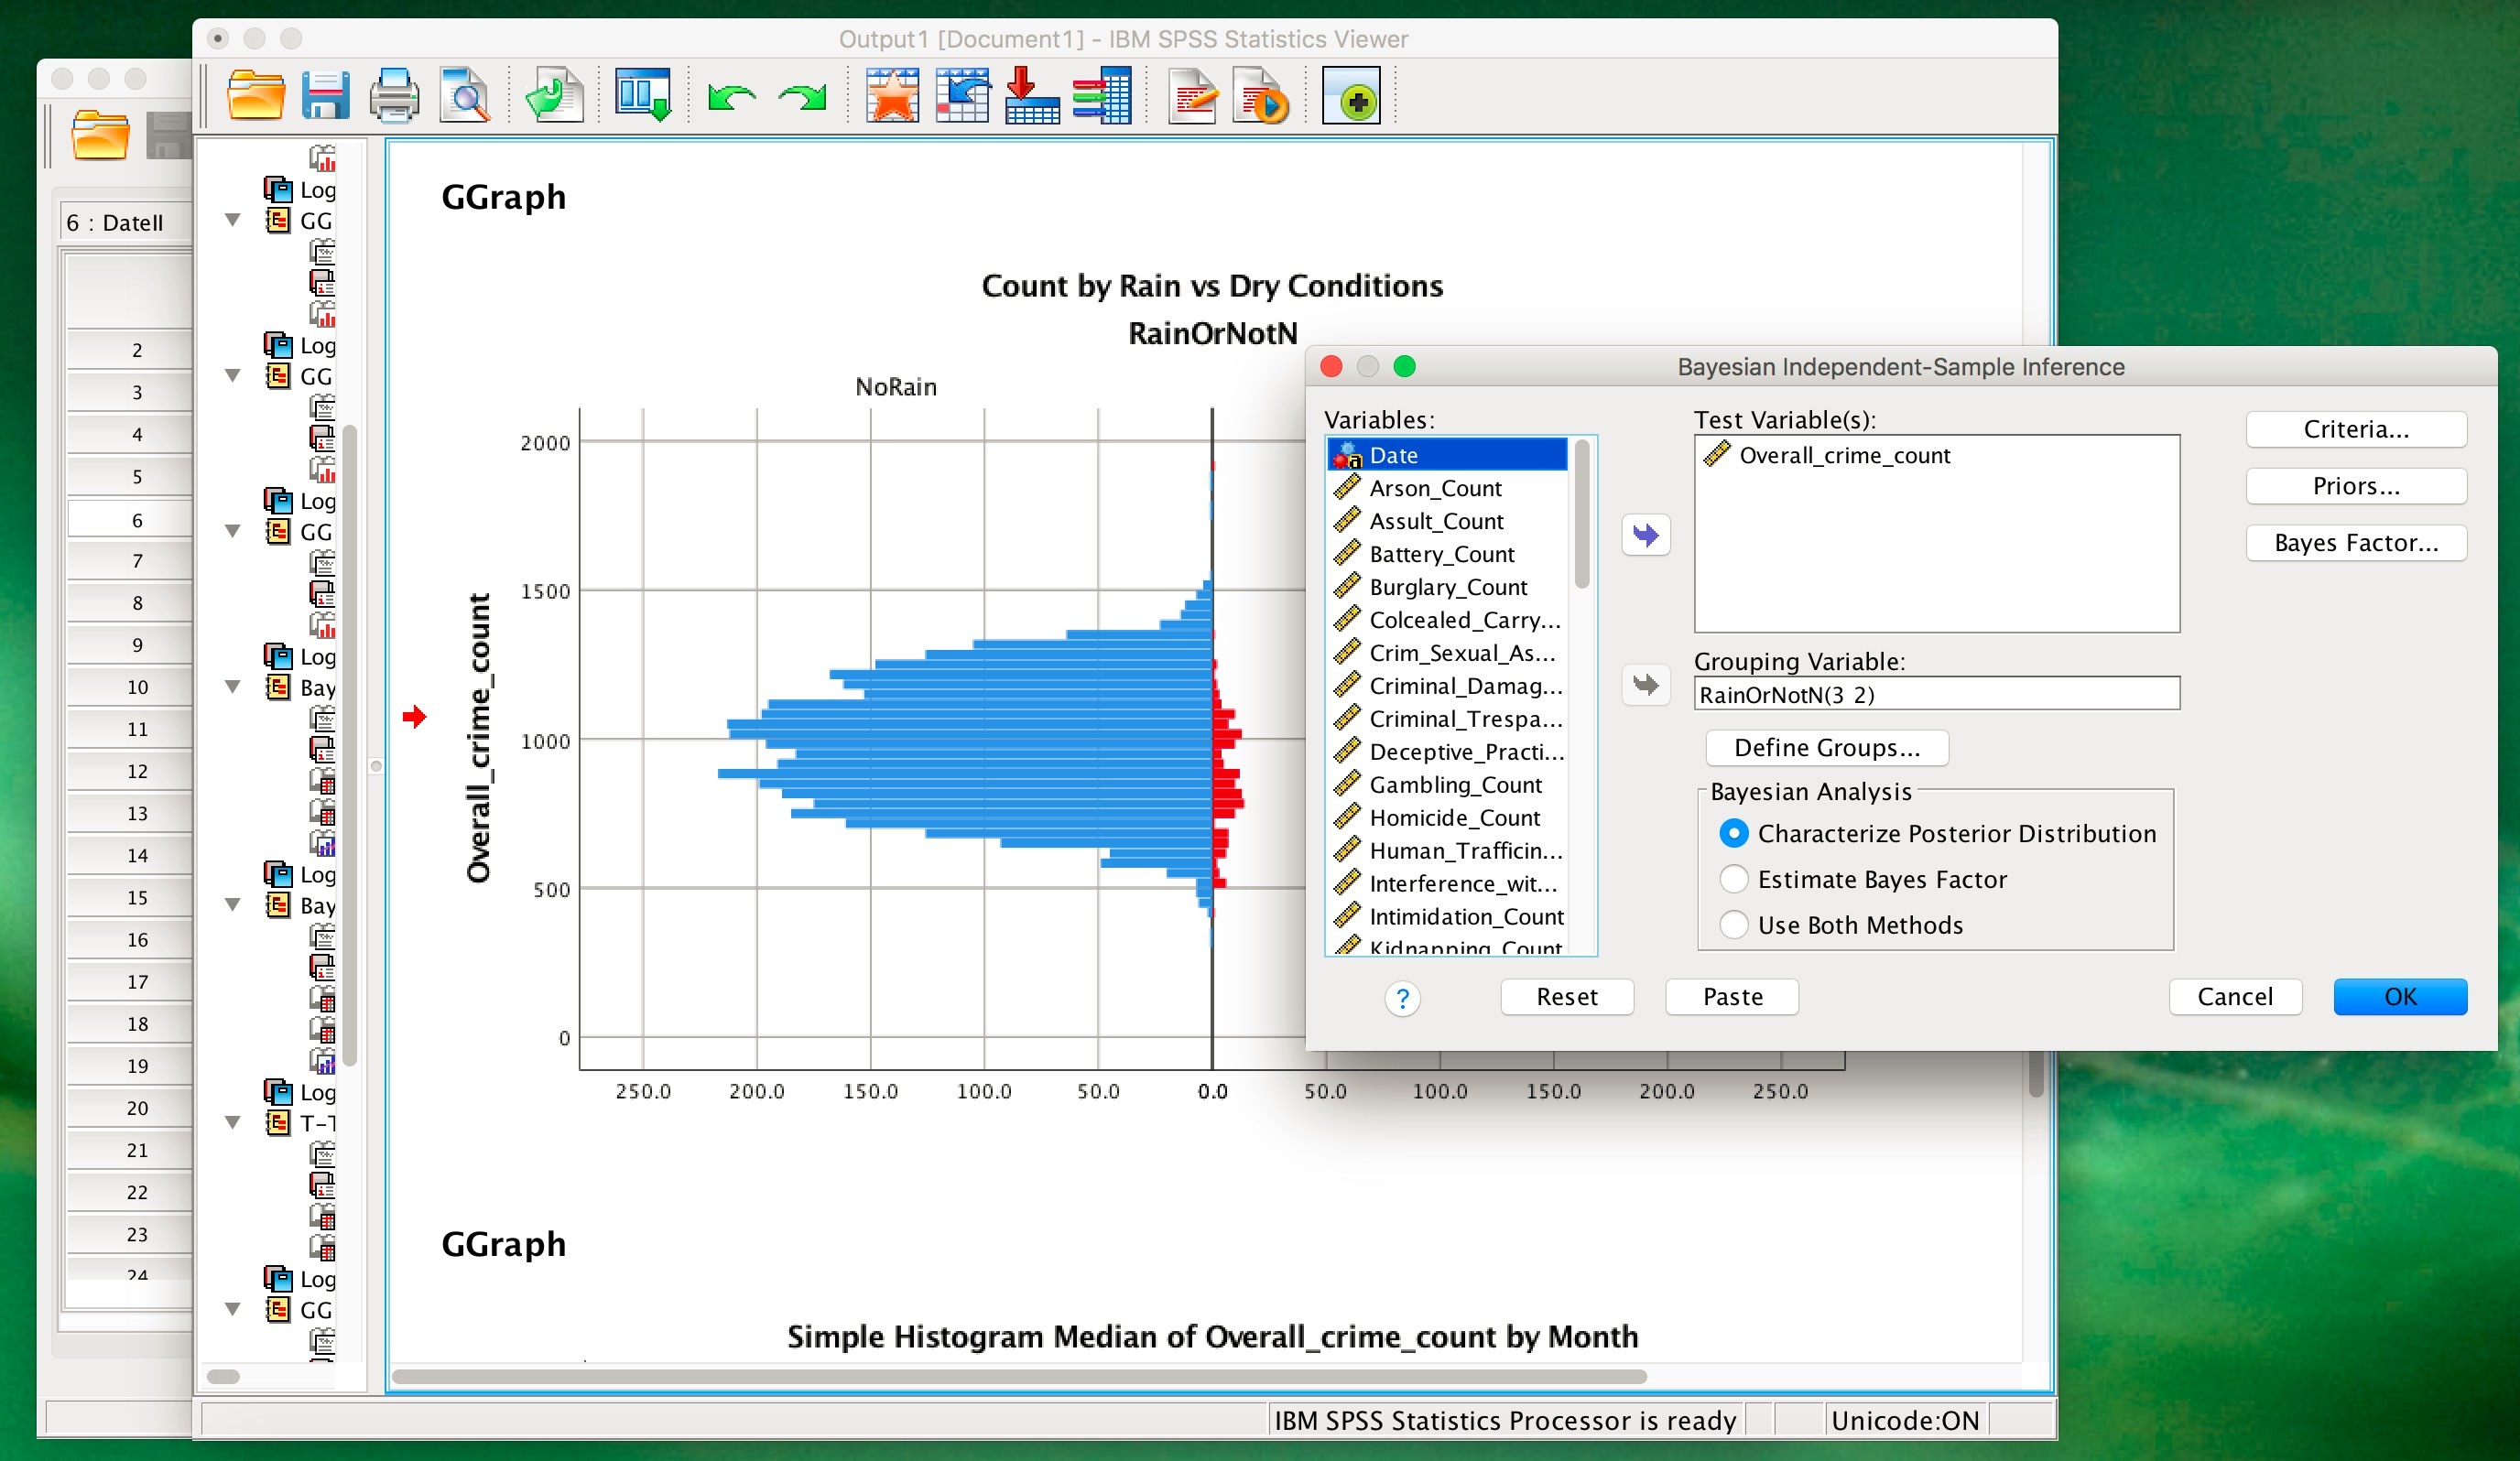 Output1 [Document1] - IBM SPSS Statistics Viewer
6 : DateII
2
3
4
5
6
7
8
9
10
11
12
13
14
15
16
17
18
19
20
21
22
23
24
Log
GG
Log
GG
Log
GG
Log
Bay
Log
Bay
Log
T-T
Log
GG
GGraph
Count by Rain vs Dry Conditions
RainOrNotN
NoRain
Overall_crime_count
2000
1500
1000
500
0
250.0 200.0 150.0 100.0 50.0 0.0 50.0 100.0 150.0 200.0 250.0
GGraph
Simple Histogram Median of Overall_crime_count by Month
IBM SPSS Statistics Processor is ready
Unicode:ON
Bayesian Independent-Sample Inference
Variables:
Date
Arson_Count
Assult_Count
Battery_Count
Burglary_Count
Colcealed_Carry...
Crim_Sexual_As...
Criminal_Damag...
Criminal_Trespa...
Deceptive_Practi...
Gambling_Count
Homicide_Count
Human_Trafficin...
Interference_wit...
Intimidation_Count
Kidnapping_Count
Test Variable(s):
Overall_crime_count
Grouping Variable:
RainOrNotN(3 2)
Define Groups...
Bayesian Analysis
Characterize Posterior Distribution
Estimate Bayes Factor
Use Both Methods
Criteria...
Priors...
Bayes Factor...
?
Reset
Paste
Cancel
OK